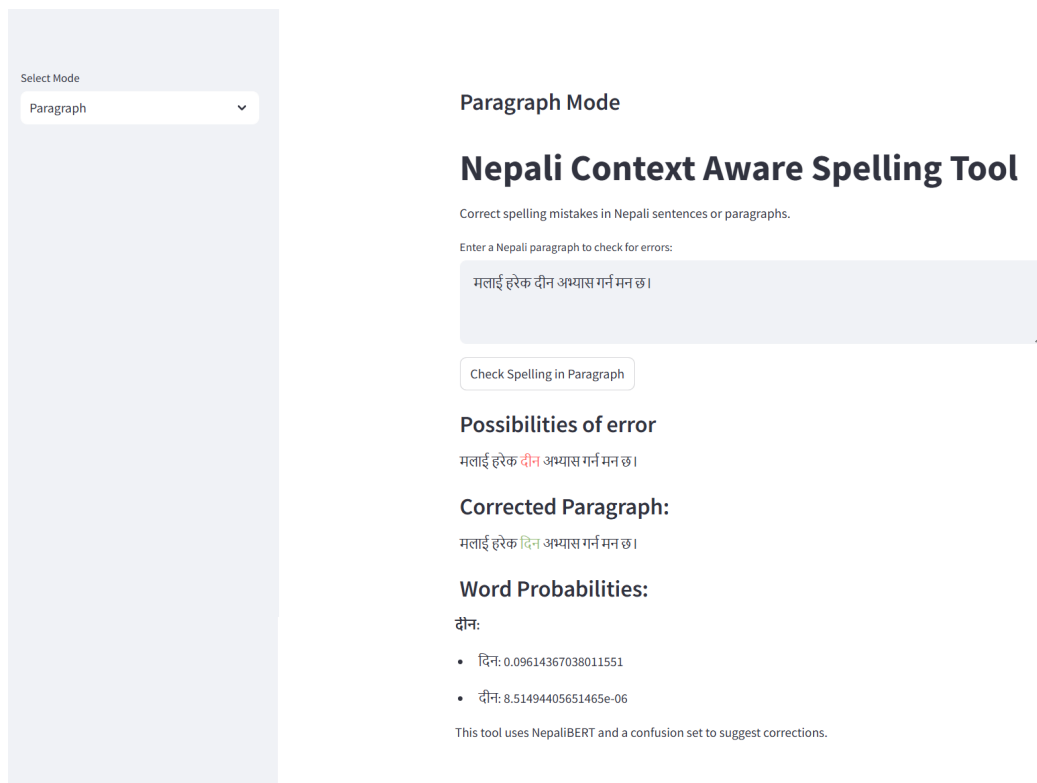 Select Mode
Paragraph
Paragraph Mode
Nepali Context Aware Spelling Tool
Correct spelling mistakes in Nepali sentences or paragraphs.
Enter a Nepali paragraph to check for errors:
मलाई हरेक दीन अभ्यास गर्न मन छ।
Check Spelling in Paragraph
Possibilities of error
मलाई हरेक दीन अभ्यास गर्न मन छ।
Corrected Paragraph:
मलाई हरेक दिन अभ्यास गर्न मन छ।
Word Probabilities:
दीन:
• दिन: 0.09614367038011551
• दीन: 8.51494405651465e-06
This tool uses NepaliBERT and a confusion set to suggest corrections.